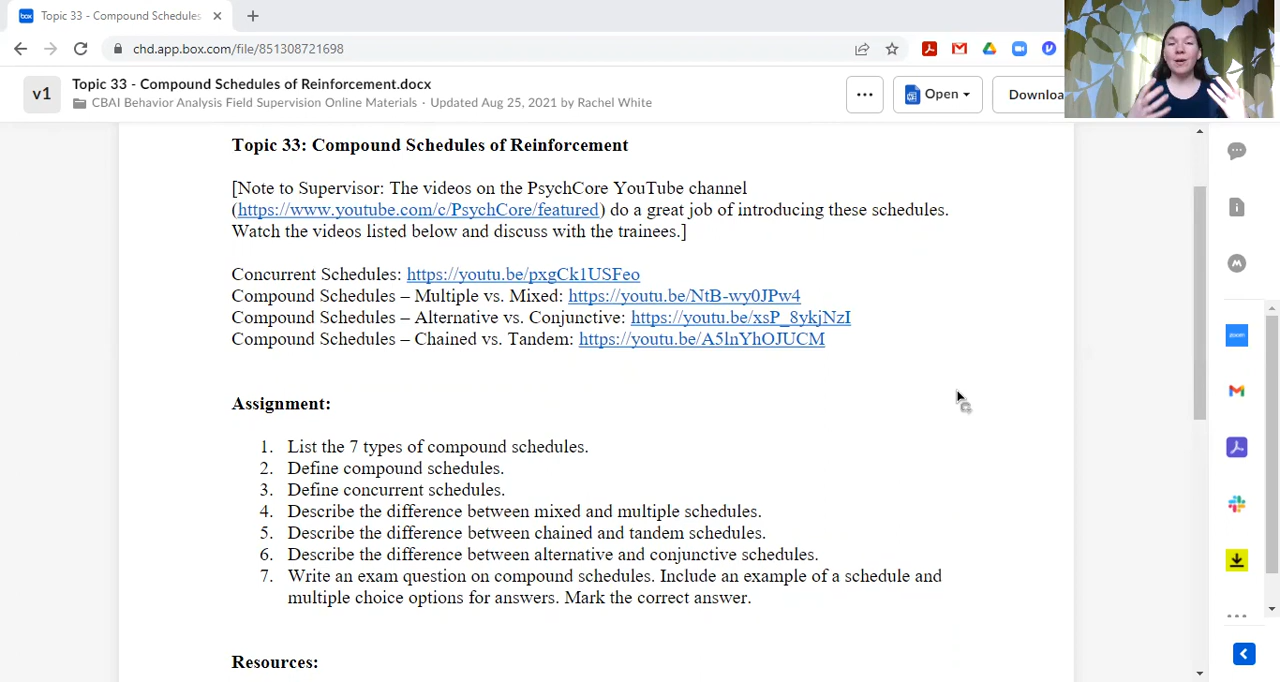 Topic 33 - Compound Schedules
chd.app.box.com/file/851308721698
v1
Topic 33 - Compound Schedules of Reinforcement.docx
CBAI Behavior Analysis Field Supervision Online Materials · Updated Aug 25, 2021 by Rachel White
Open
Downloa
Topic 33: Compound Schedules of Reinforcement
[Note to Supervisor: The videos on the PsychCore YouTube channel
(https://www.youtube.com/c/PsychCore/featured) do a great job of introducing these schedules.
Watch the videos listed below and discuss with the trainees.]
Concurrent Schedules: https://youtu.be/pxgCk1USFeo
Compound Schedules – Multiple vs. Mixed: https://youtu.be/NtB-wy0JPw4
Compound Schedules – Alternative vs. Conjunctive: https://youtu.be/xsP_8ykjNzI
Compound Schedules – Chained vs. Tandem: https://youtu.be/A5lnYhOJUCM
Assignment:
1. List the 7 types of compound schedules.
2. Define compound schedules.
3. Define concurrent schedules.
4. Describe the difference between mixed and multiple schedules.
5. Describe the difference between chained and tandem schedules.
6. Describe the difference between alternative and conjunctive schedules.
7. Write an exam question on compound schedules. Include an example of a schedule and
multiple choice options for answers. Mark the correct answer.
Resources: